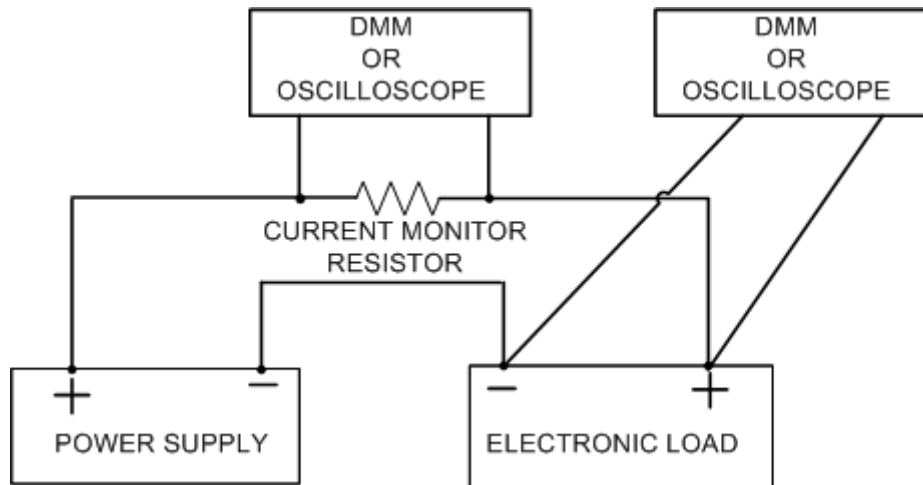 DMM
OR
OSCILLOSCOPE
DMM
OR
OSCILLOSCOPE
CURRENT MONITOR
RESISTOR
+ −
POWER SUPPLY
− +
ELECTRONIC LOAD